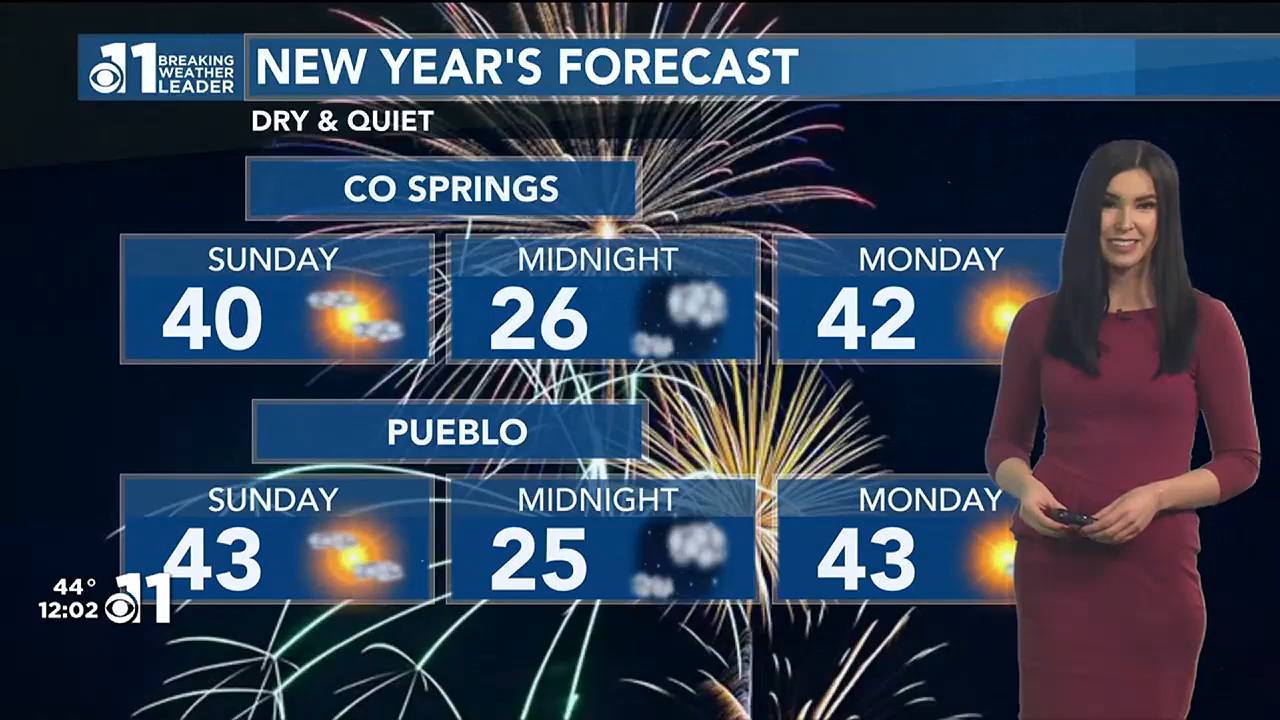 11 BREAKING WEATHER LEADER
NEW YEAR'S FORECAST
DRY & QUIET
CO SPRINGS
SUNDAY MIDNIGHT MONDAY
40 26 42
PUEBLO
SUNDAY MIDNIGHT MONDAY
43 25 43
44°
12:02 11